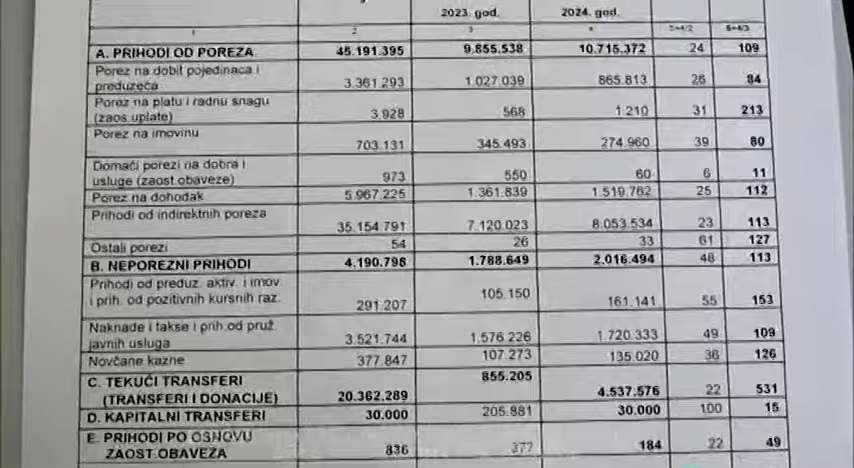 2023. god. 2024. god.
1 2 3 4 5=4/2 6=4/3
A. PRIHODI OD POREZA 45.191.395 9.855.538 10.715.372 24 109
Porez na dobit pojedinaca i
preduzeća 3.361.293 1.027.039 865.813 26 84
Porez na platu i radnu snagu
(zaos.uplate) 3.928 568 1.210 31 213
Porez na imovinu
703.131 345.493 274.960 39 80
Domaći porezi na dobra i
usluge (zaost.obaveze) 973 550 60 6 11
Porez na dohodak 5.967.225 1.361.839 1.519.762 25 112
Prihodi od indirektnih poreza
35.154.791 7.120.023 8.053.534 23 113
Ostali porezi 54 26 33 61 127
B. NEPOREZNI PRIHODI 4.190.798 1.788.649 2.016.494 48 113
Prihodi od preduz. aktiv. i imov.
i prih. od pozitivnih kursnih raz. 291.207 105.150 161.141 55 153
Naknade i takse i prih.od pruž.
javnih usluga 3.521.744 1.576.226 1.720.333 49 109
Novčane kazne 377.847 107.273 135.020 36 126
C. TEKUĆI TRANSFERI 855.205
(TRANSFERI I DONACIJE) 20.362.289 4.537.576 22 531
D. KAPITALNI TRANSFERI 30.000 205.981 30.000 100 15
E. PRIHODI PO OSNOVU
ZAOST.OBAVEZA 836 377 184 22 49